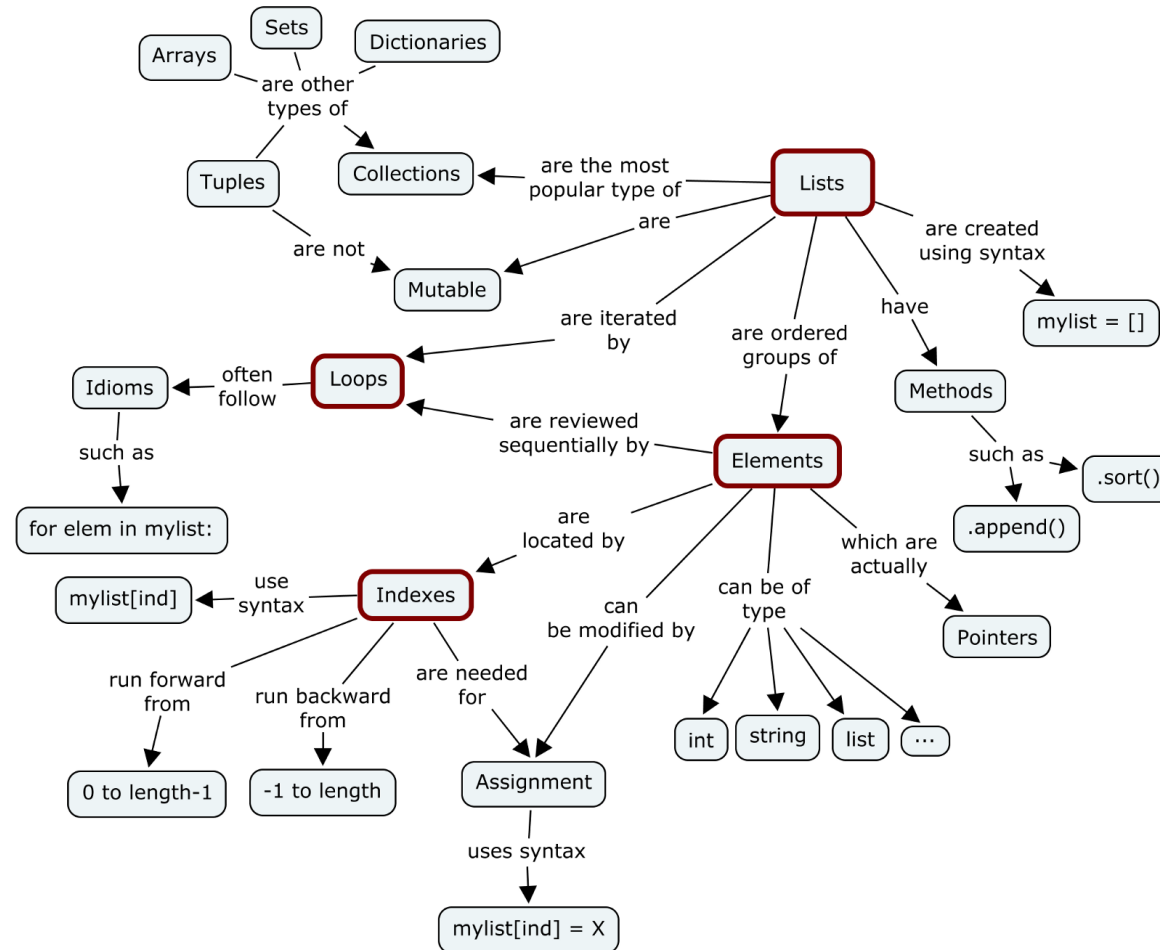 Sets
Arrays
Dictionaries
are other
types of
Tuples
Collections
are the most
popular type of
Lists
are
are not
Mutable
are created
using syntax
mylist = []
have
are iterated
by
are ordered
groups of
Idioms
often
follow
Loops
Methods
are reviewed
sequentially by
such as
Elements
such as
.sort()
for elem in mylist:
.append()
are
located by
which are
actually
mylist[ind]
use
syntax
Indexes
can
be modified by
can be of
type
Pointers
run forward
from
run backward
from
are needed
for
int
string
list
...
0 to length-1
-1 to length
Assignment
uses syntax
mylist[ind] = X